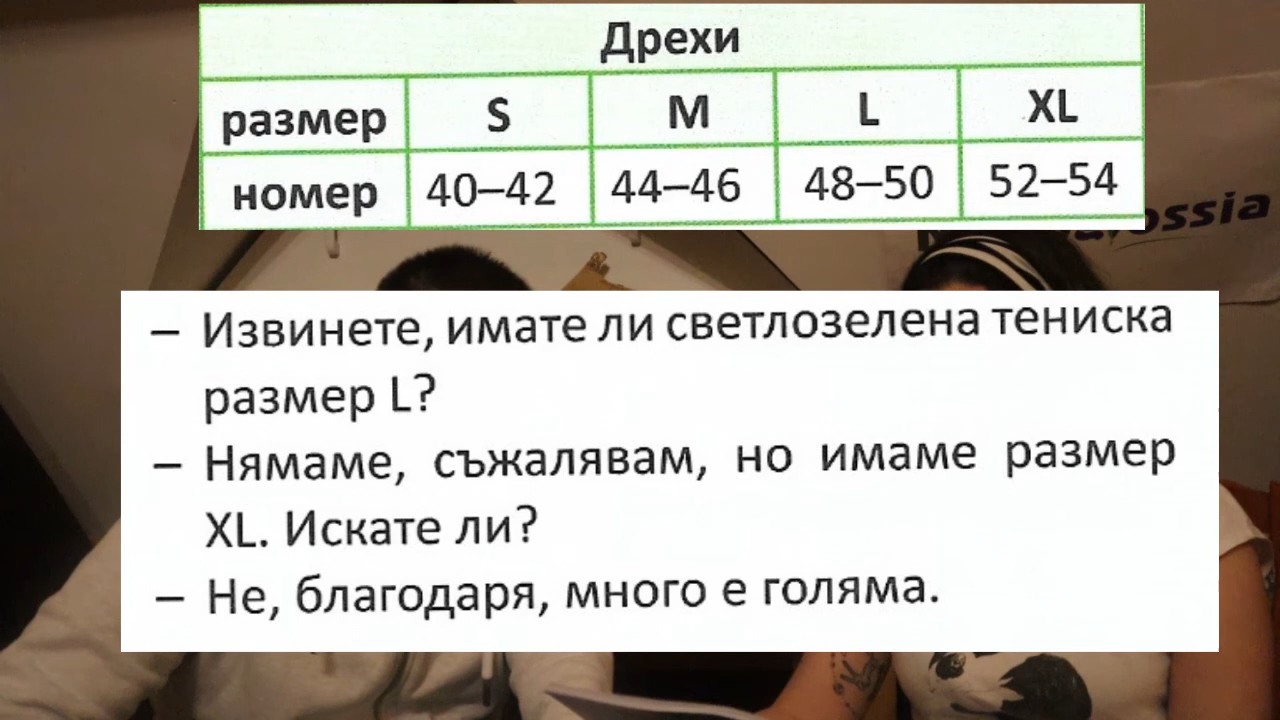 Дрехи
размер S M L XL
номер 40–42 44–46 48–50 52–54
– Извинете, имате ли светлозелена тениска
размер L?
– Нямаме, съжалявам, но имаме размер
XL. Искате ли?
– Не, благодаря, много е голяма.